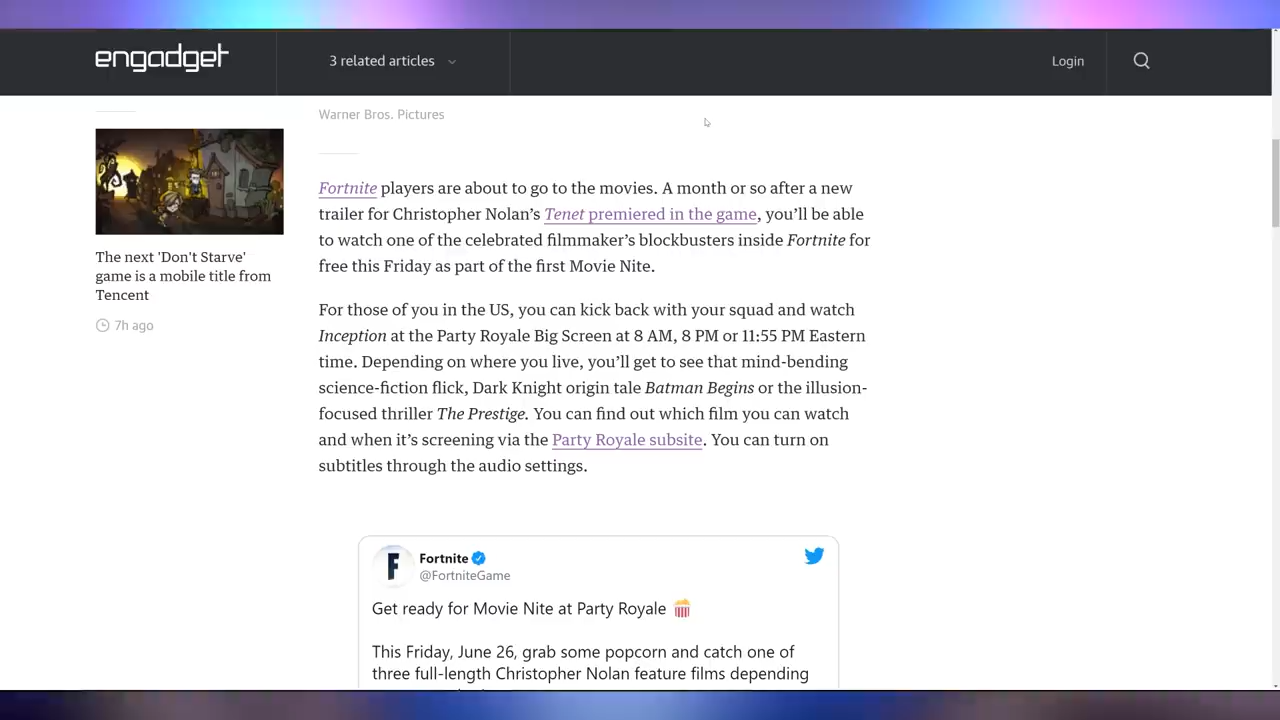 engadget
3 related articles
Login
Warner Bros. Pictures
The next 'Don't Starve'
game is a mobile title from
Tencent
7h ago
Fortnite players are about to go to the movies. A month or so after a new
trailer for Christopher Nolan’s Tenet premiered in the game, you’ll be able
to watch one of the celebrated filmmaker’s blockbusters inside Fortnite for
free this Friday as part of the first Movie Nite.
For those of you in the US, you can kick back with your squad and watch
Inception at the Party Royale Big Screen at 8 AM, 8 PM or 11:55 PM Eastern
time. Depending on where you live, you’ll get to see that mind-bending
science-fiction flick, Dark Knight origin tale Batman Begins or the illusion-
focused thriller The Prestige. You can find out which film you can watch
and when it’s screening via the Party Royale subsite. You can turn on
subtitles through the audio settings.
F
Fortnite
@FortniteGame
Get ready for Movie Nite at Party Royale 🍿
This Friday, June 26, grab some popcorn and catch one of
three full-length Christopher Nolan feature films depending